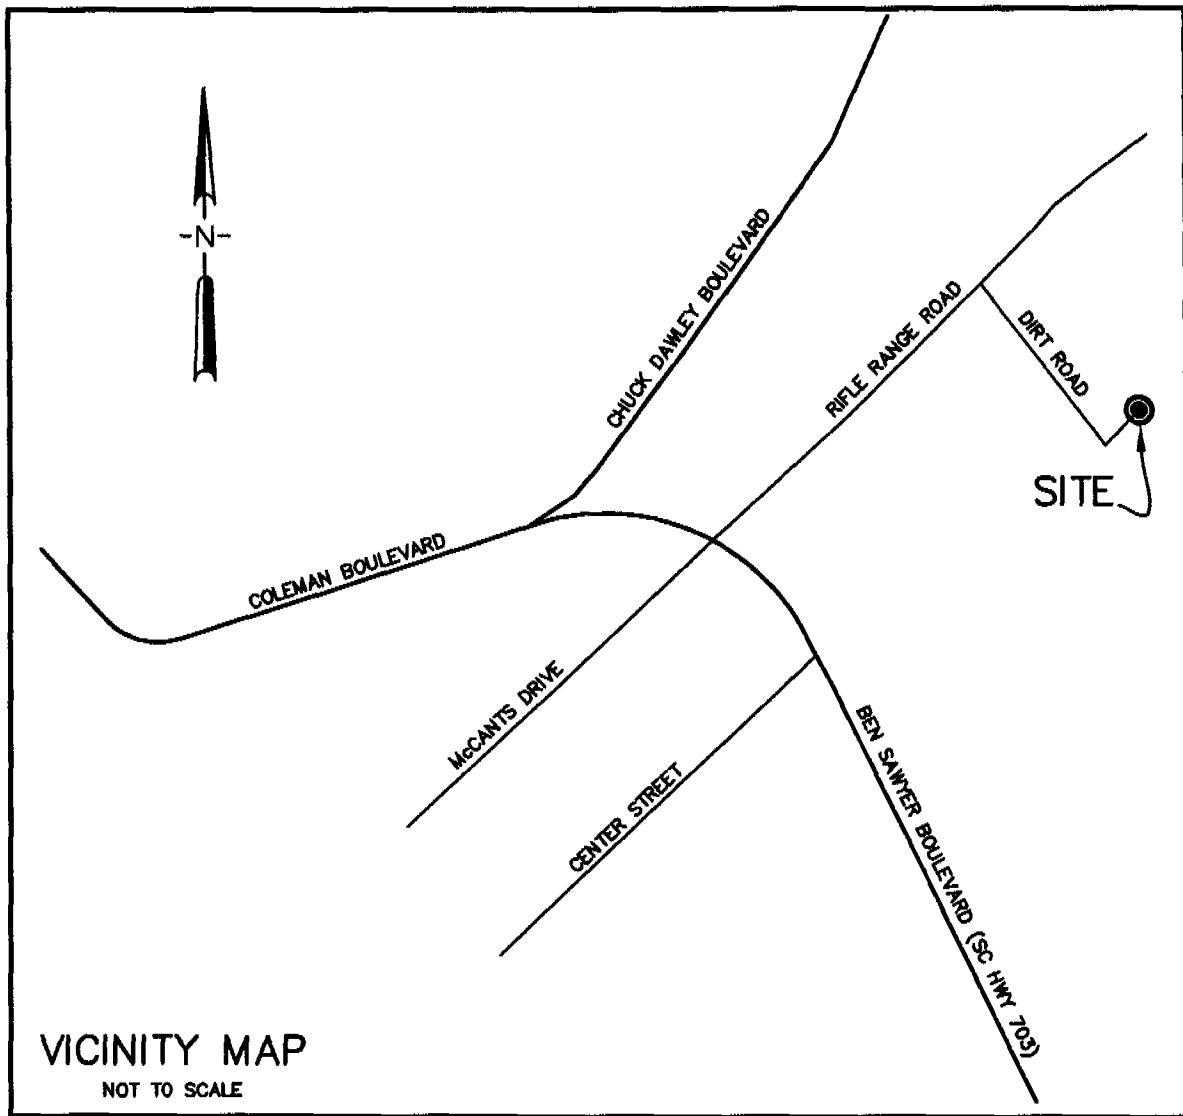 -N-
CHUCK DAWLEY BOULEVARD
RIFLE RANGE ROAD
DIRT ROAD
SITE
COLEMAN BOULEVARD
McCANTS DRIVE
CENTER STREET
BEN SAWYER BOULEVARD (SC HWY 703)
VICINITY MAP
NOT TO SCALE